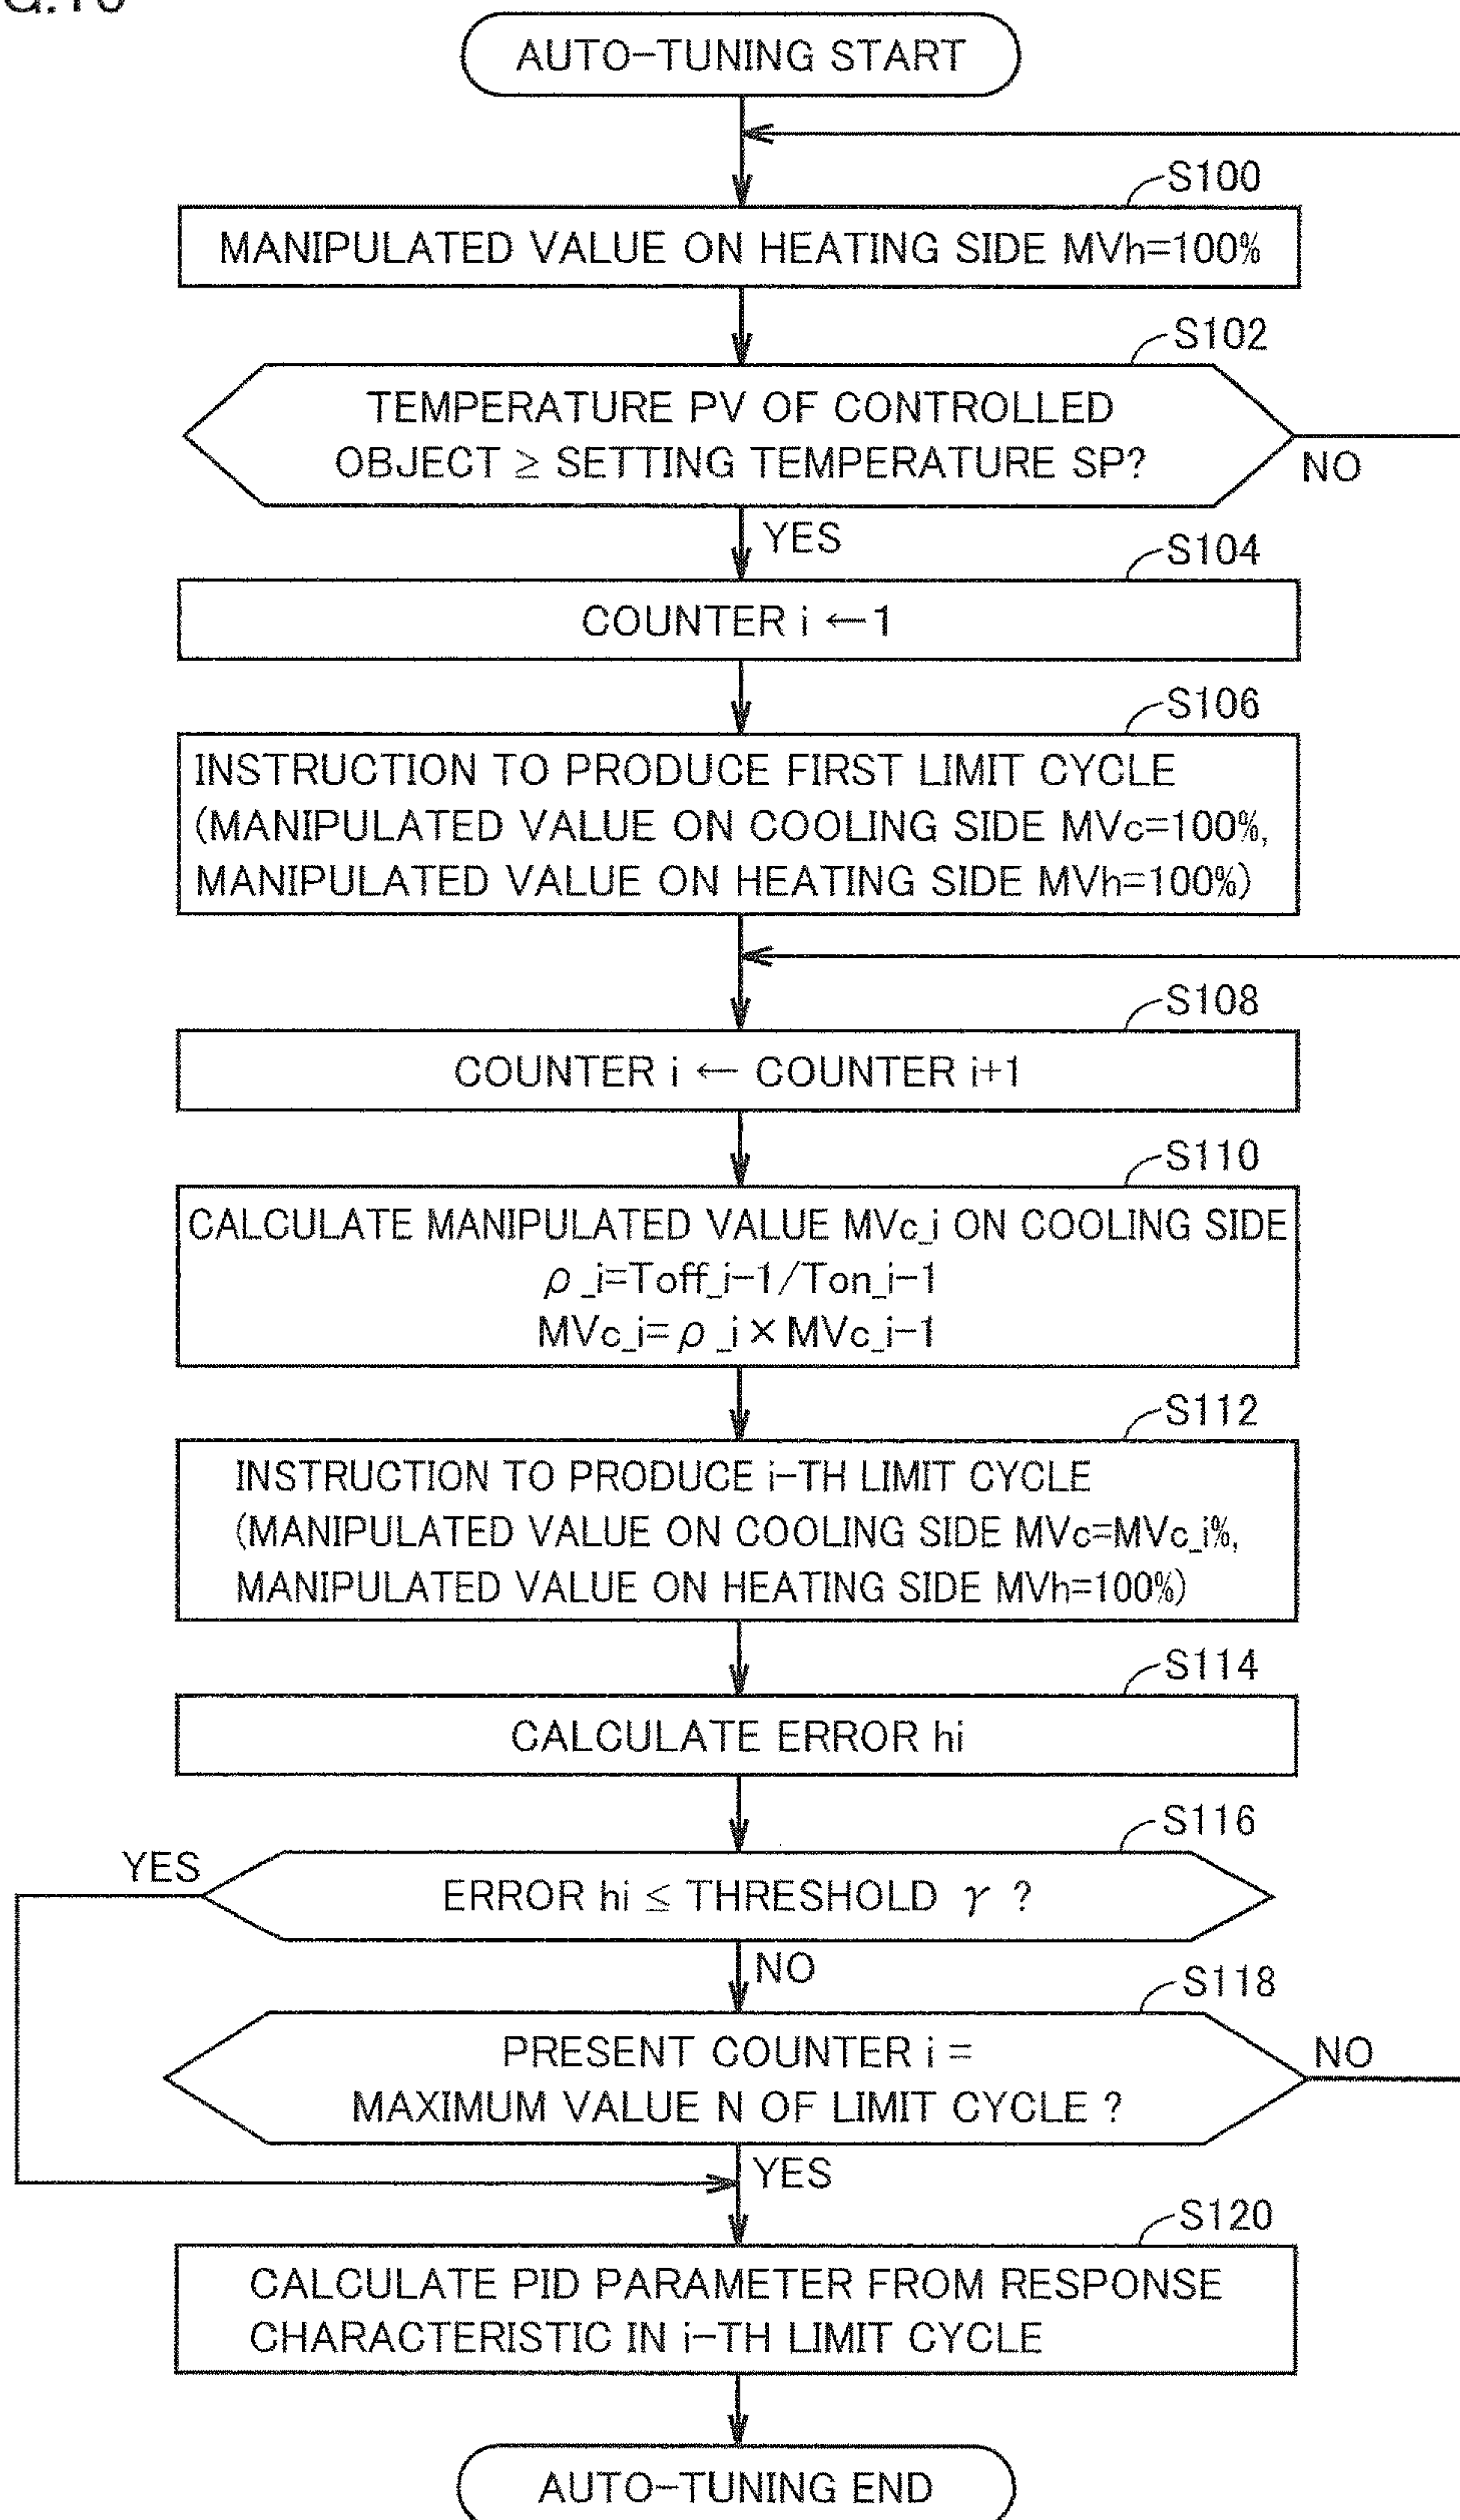 AUTO-TUNING START
S100
MANIPULATED VALUE ON HEATING SIDE MVh=100%
S102
TEMPERATURE PV OF CONTROLLED
OBJECT ≥ SETTING TEMPERATURE SP?
NO
YES
S104
COUNTER i ←1
S106
INSTRUCTION TO PRODUCE FIRST LIMIT CYCLE
(MANIPULATED VALUE ON COOLING SIDE MVc=100%,
MANIPULATED VALUE ON HEATING SIDE MVh=100%)
S108
COUNTER i ← COUNTER i+1
S110
CALCULATE MANIPULATED VALUE MVc_i ON COOLING SIDE
ρ_i=Toff_i-1/Ton_i-1
MVc_i=ρ_i×MVc_i-1
S112
INSTRUCTION TO PRODUCE i-TH LIMIT CYCLE
(MANIPULATED VALUE ON COOLING SIDE MVc=MVc_i%,
MANIPULATED VALUE ON HEATING SIDE MVh=100%)
S114
CALCULATE ERROR hi
S116
YES
ERROR hi ≤ THRESHOLD γ ?
NO
S118
PRESENT COUNTER i =
MAXIMUM VALUE N OF LIMIT CYCLE ?
NO
YES
S120
CALCULATE PID PARAMETER FROM RESPONSE
CHARACTERISTIC IN i-TH LIMIT CYCLE
AUTO-TUNING END